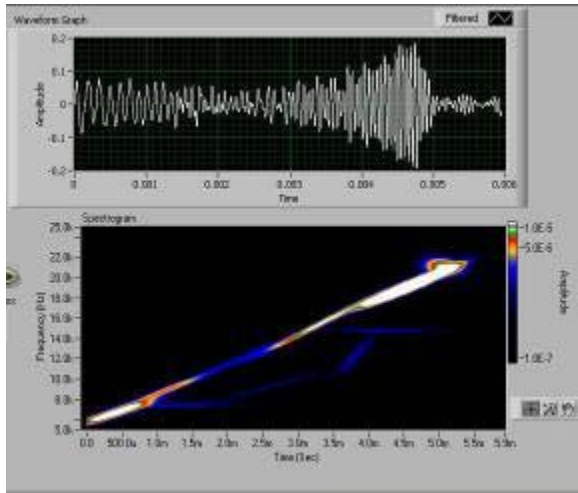 Waveform Graph
Filtered
0.2
0.1
0
-0.1
-0.2
Amplitude
0 0.001 0.002 0.003 0.004 0.005 0.006
Time
Spectrogram
25.0k
22.0k
20.0k
18.0k
16.0k
14.0k
12.0k
10.0k
8.0k
5.0k
Frequency (Hz)
0.0 500.0u 1.0m 1.5m 2.0m 2.5m 3.0m 3.5m 4.0m 4.5m 5.0m 5.5m 5.9m
Time (Sec)
1.0E-5
5.0E-6
1.0E-7
Amplitude